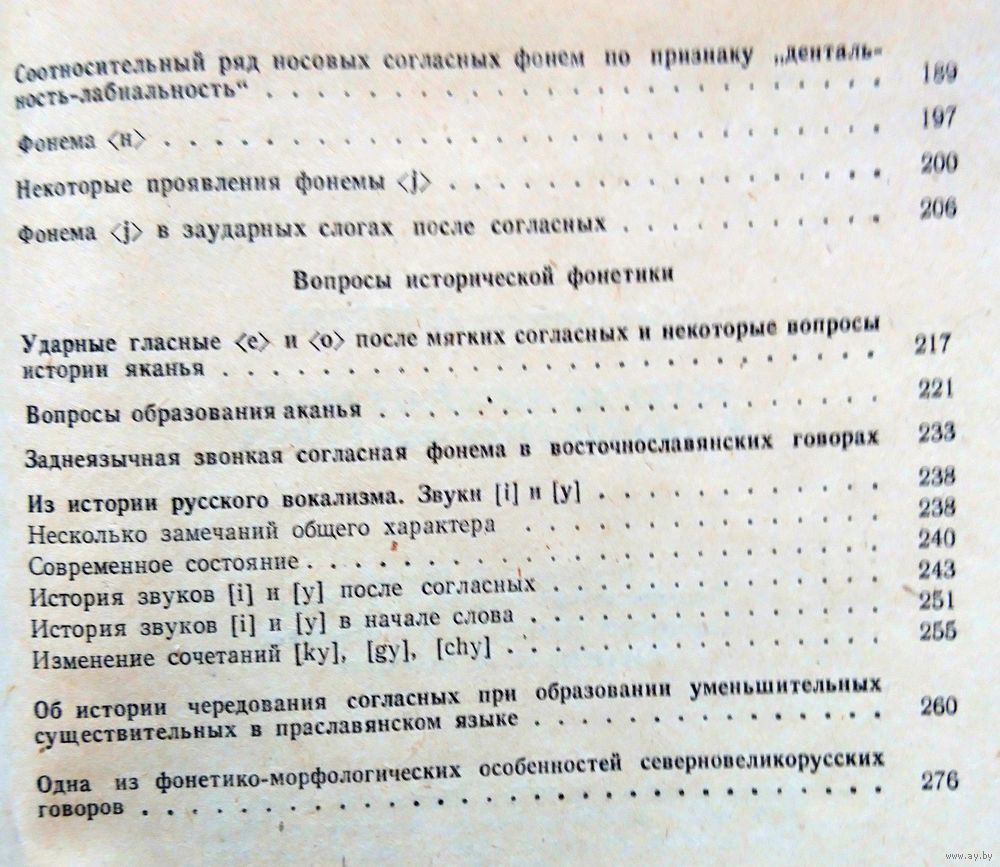 Соотносительный ряд носовых согласных фонем по признаку „денталь-
ность-лабиальность“ . . . . . . . . . . . . . . . . . . 189
Фонема <н> . . . . . . . . . . . . . . . . . . . . . 197
Некоторые проявления фонемы <j> . . . . . . . . . . . . 200
Фонема <j> в заударных слогах после согласных . . . . . . . 206
Вопросы исторической фонетики
Ударные гласные <е> и <о> после мягких согласных и некоторые вопросы
истории яканья . . . . . . . . . . . . . . . . . . . 217
Вопросы образования аканья . . . . . . . . . . . . . . 221
Заднеязычная звонкая согласная фонема в восточнославянских говорах 233
Из истории русского вокализма. Звуки [i] и [y] . . . . . . . . 238
Несколько замечаний общего характера . . . . . . . . . . 238
Современное состояние . . . . . . . . . . . . . . . . . 240
История звуков [i] и [y] после согласных . . . . . . . . . 243
История звуков [i] и [y] в начале слова . . . . . . . . . . 251
Изменение сочетаний [ky], [gy], [chy] . . . . . . . . . . . 255
Об истории чередования согласных при образовании уменьшительных
существительных в праславянском языке . . . . . . . . . . 260
Одна из фонетико-морфологических особенностей северновеликорусских
говоров . . . . . . . . . . . . . . . . . . . . . . 276
www.ay.by